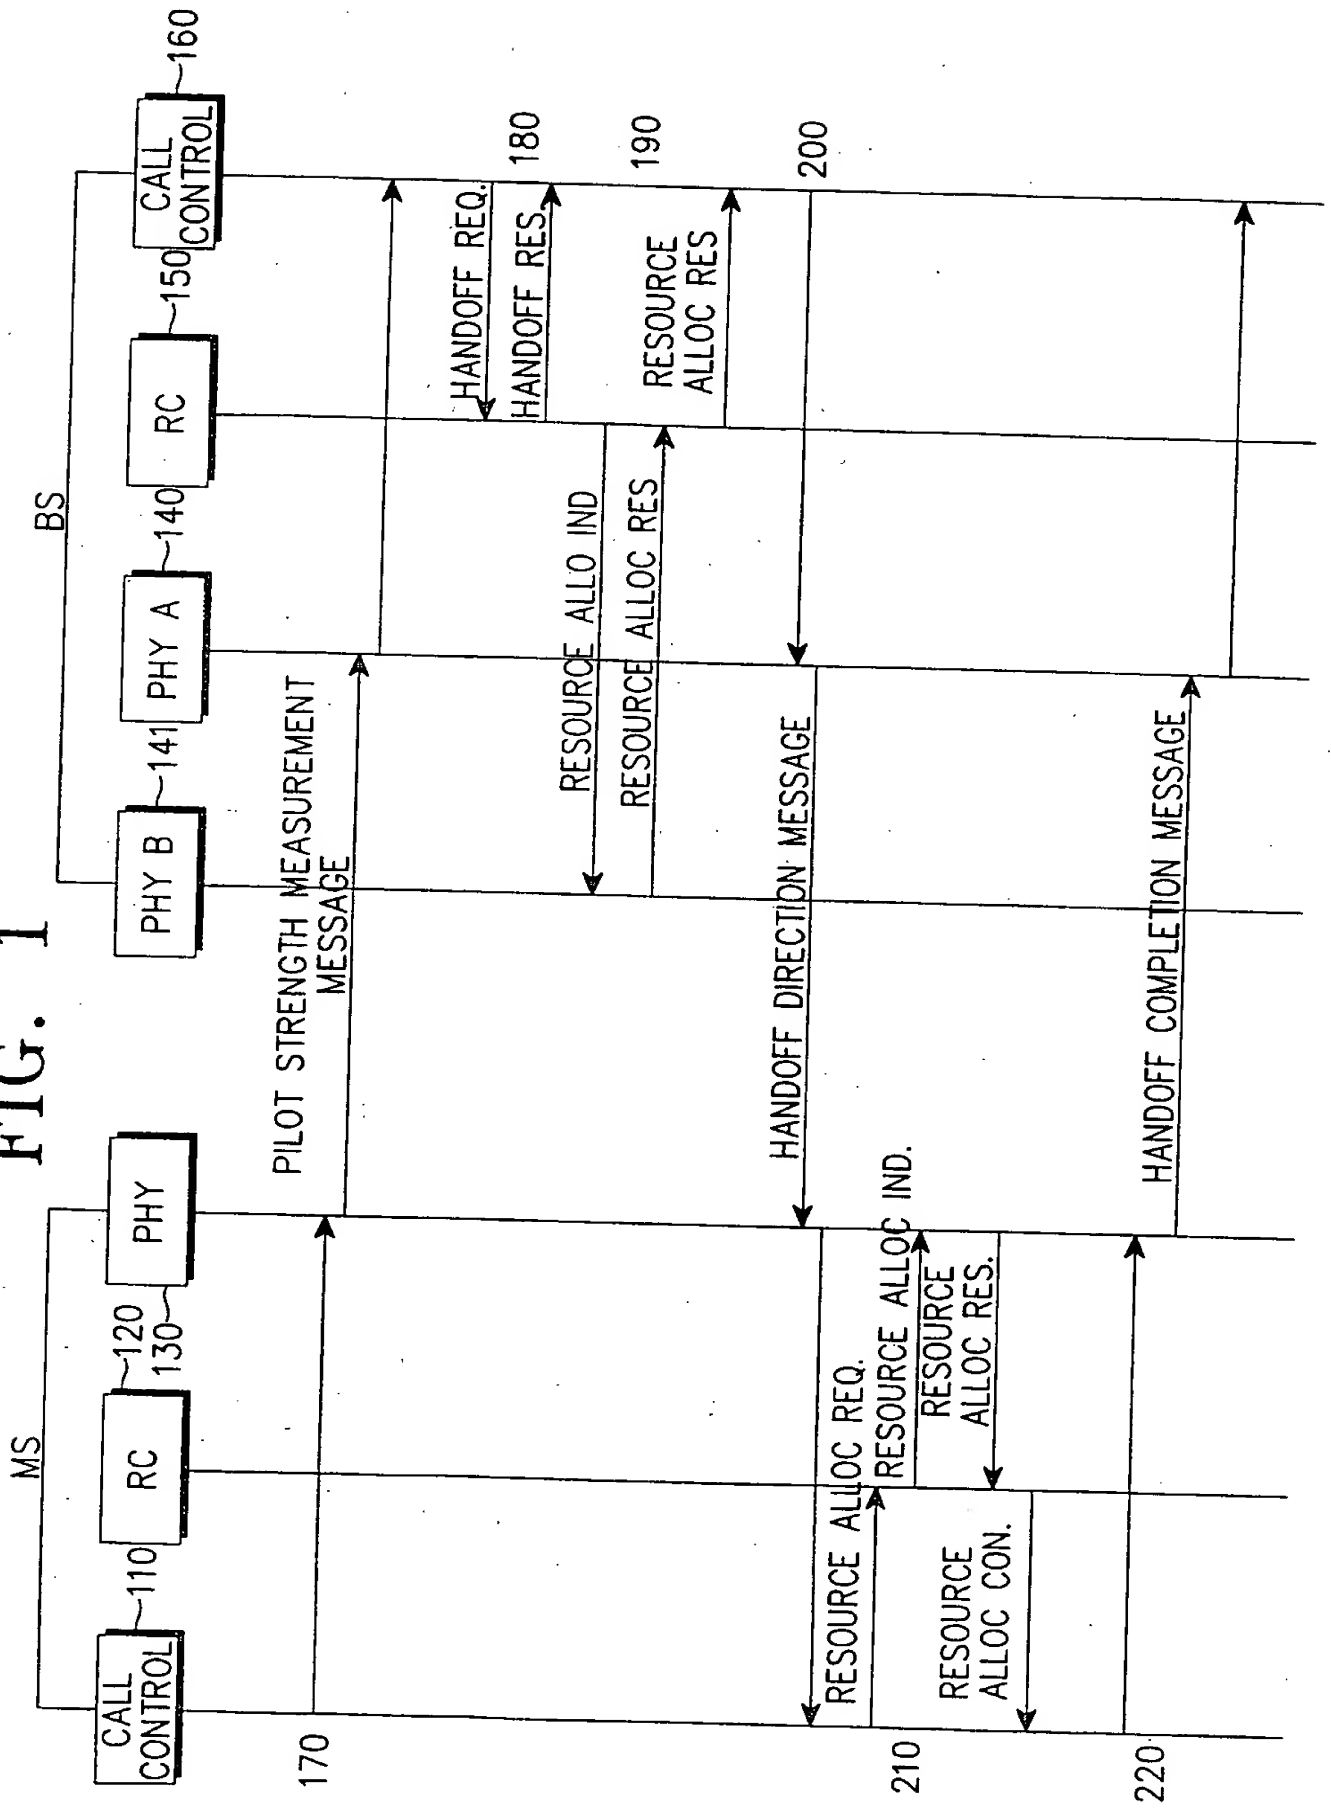 FIG. 1
MS
BS
CALL
CONTROL
110
RC
120
PHY
130
PHY B
141
PHY A
140
RC
150
CALL
CONTROL
160
170
PILOT STRENGTH MEASUREMENT
MESSAGE
HANDOFF REQ.
HANDOFF RES.
180
RESOURCE ALLO IND
RESOURCE ALLOC RES
190
RESOURCE
ALLOC RES
200
HANDOFF DIRECTION MESSAGE
RESOURCE ALLOC REQ.
210
RESOURCE ALLOC IND.
RESOURCE
ALLOC RES.
RESOURCE
ALLOC CON.
220
HANDOFF COMPLETION MESSAGE